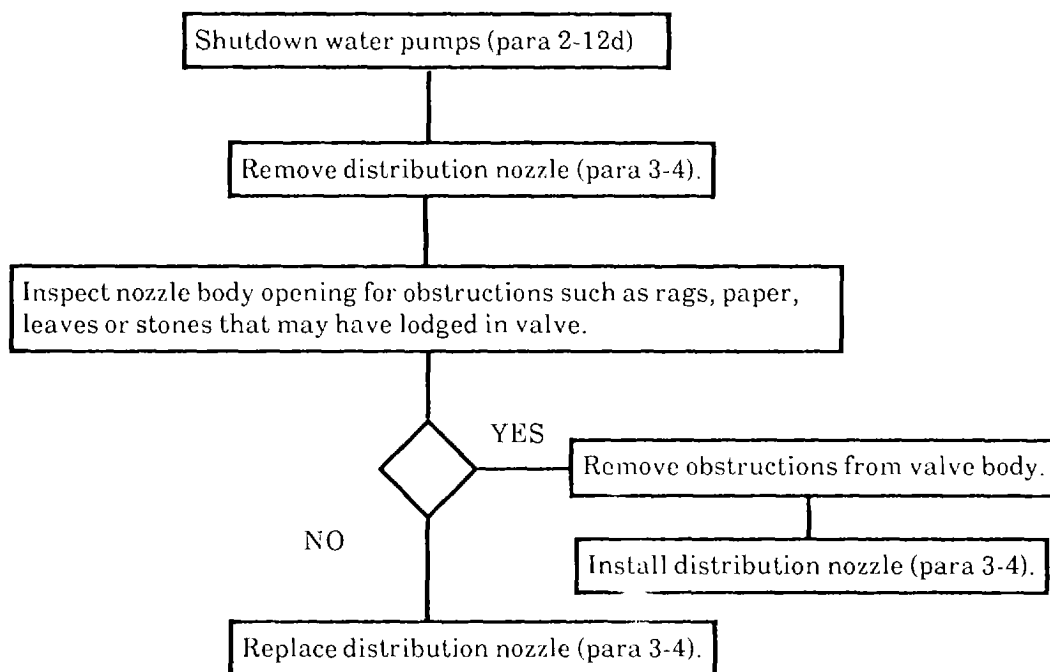 Shutdown water pumps (para 2-12d)
Remove distribution nozzle (para 3-4).
Inspect nozzle body opening for obstructions such as rags, paper,
leaves or stones that may have lodged in valve.
YES
Remove obstructions from valve body.
NO
Install distribution nozzle (para 3-4).
Replace distribution nozzle (para 3-4).